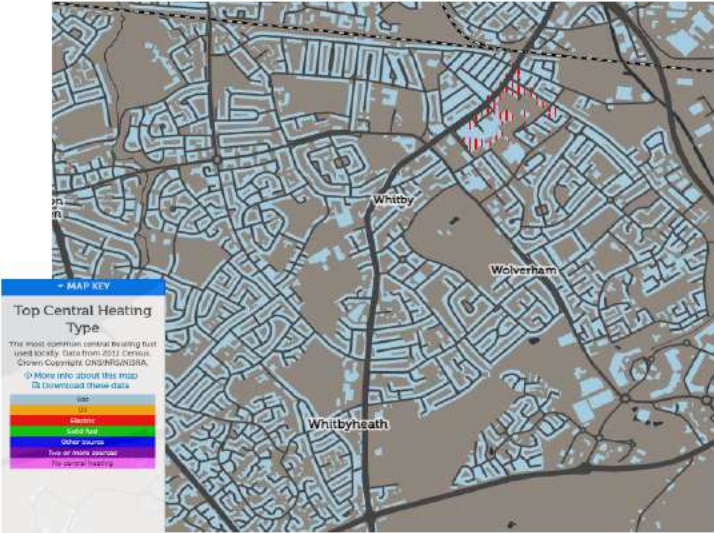 Whitby
Wolverham
Whitbyheath
MAP KEY
Top Central Heating
Type
The most common central heating fuel
used locally. Data from 2011 Census.
Crown Copyright ONS/NRS/NISRA.
More info about this map
Download these data
Gas
Oil
Electric
Solid fuel
Other source
Two or more sources
No central heating